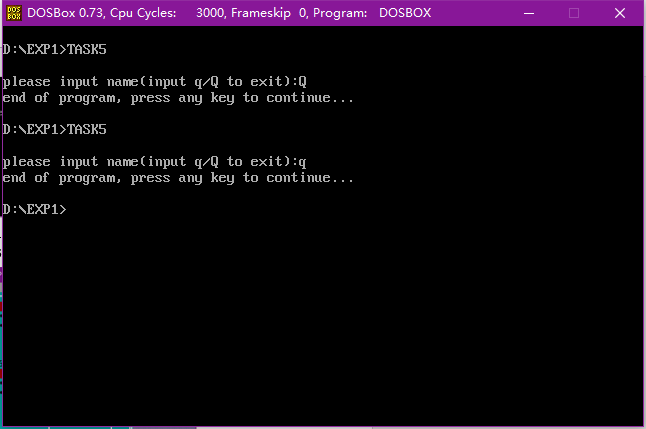 DOS
BOX
DOSBox 0.73, Cpu Cycles:     3000, Frameskip  0, Program:   DOSBOX
D:\EXP1>TASK5
please input name(input q/Q to exit):Q
end of program, press any key to continue...
D:\EXP1>TASK5
please input name(input q/Q to exit):q
end of program, press any key to continue...
D:\EXP1>